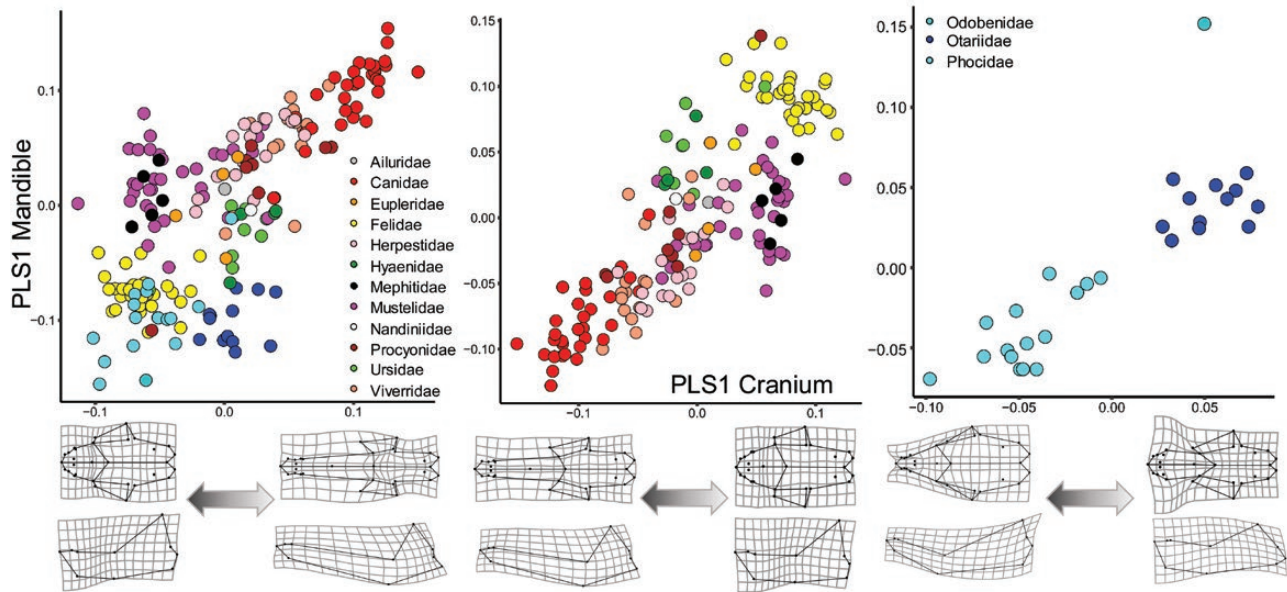 PLS1 Mandible
0.10
0.0
−0.1
−0.1
0.0
0.1
Ailuridae
Canidae
Eupleridae
Felidae
Herpestidae
Hyaenidae
Mephitidae
Mustelidae
Nandiniidae
Procyonidae
Ursidae
Viverridae
0.15
0.10
0.05
0.00
−0.05
−0.10
−0.1
0.0
0.1
PLS1 Cranium
Odobenidae
Otariidae
Phocidae
0.15
0.10
0.05
0.00
−0.05
−0.10
−0.05
0.00
0.05